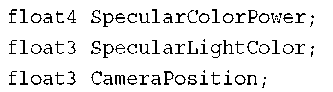 float4 SpecularColorPower;
float3 SpecularLightColor;
float3 CameraPosition;